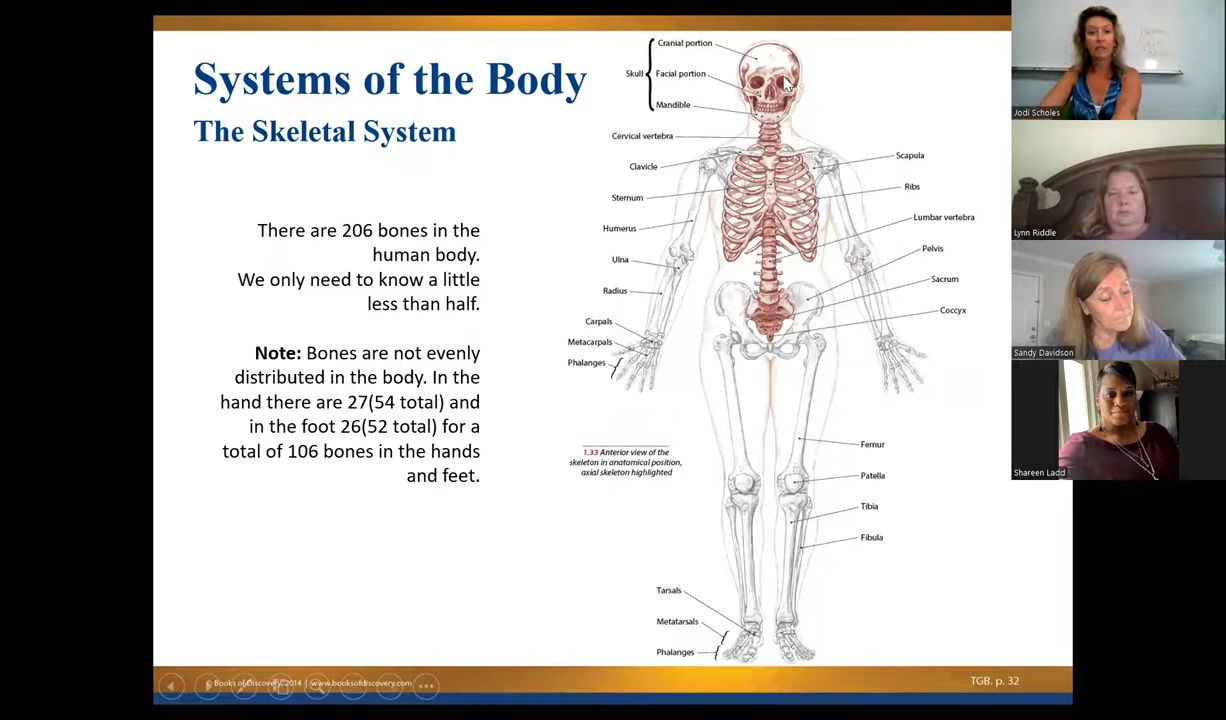 Systems of the Body
The Skeletal System
There are 206 bones in the
human body.
We only need to know a little
less than half.
Note: Bones are not evenly
distributed in the body. In the
hand there are 27(54 total) and
in the foot 26(52 total) for a
total of 106 bones in the hands
and feet.
Cranial portion
Skull
Facial portion
Mandible
Cervical vertebra
Clavicle
Sternum
Humerus
Ulna
Radius
Carpals
Metacarpals
Phalanges
Scapula
Ribs
Lumbar vertebra
Pelvis
Sacrum
Coccyx
1.33 Anterior view of the
skeleton in anatomical position,
axial skeleton highlighted
Femur
Patella
Tibia
Fibula
Tarsals
Metatarsals
Phalanges
© Books of Discovery, 2014 | www.booksofdiscovery.com
TGB. p. 32
Jodi Scholes
Lynn Riddle
Sandy Davidson
Shareen Ladd